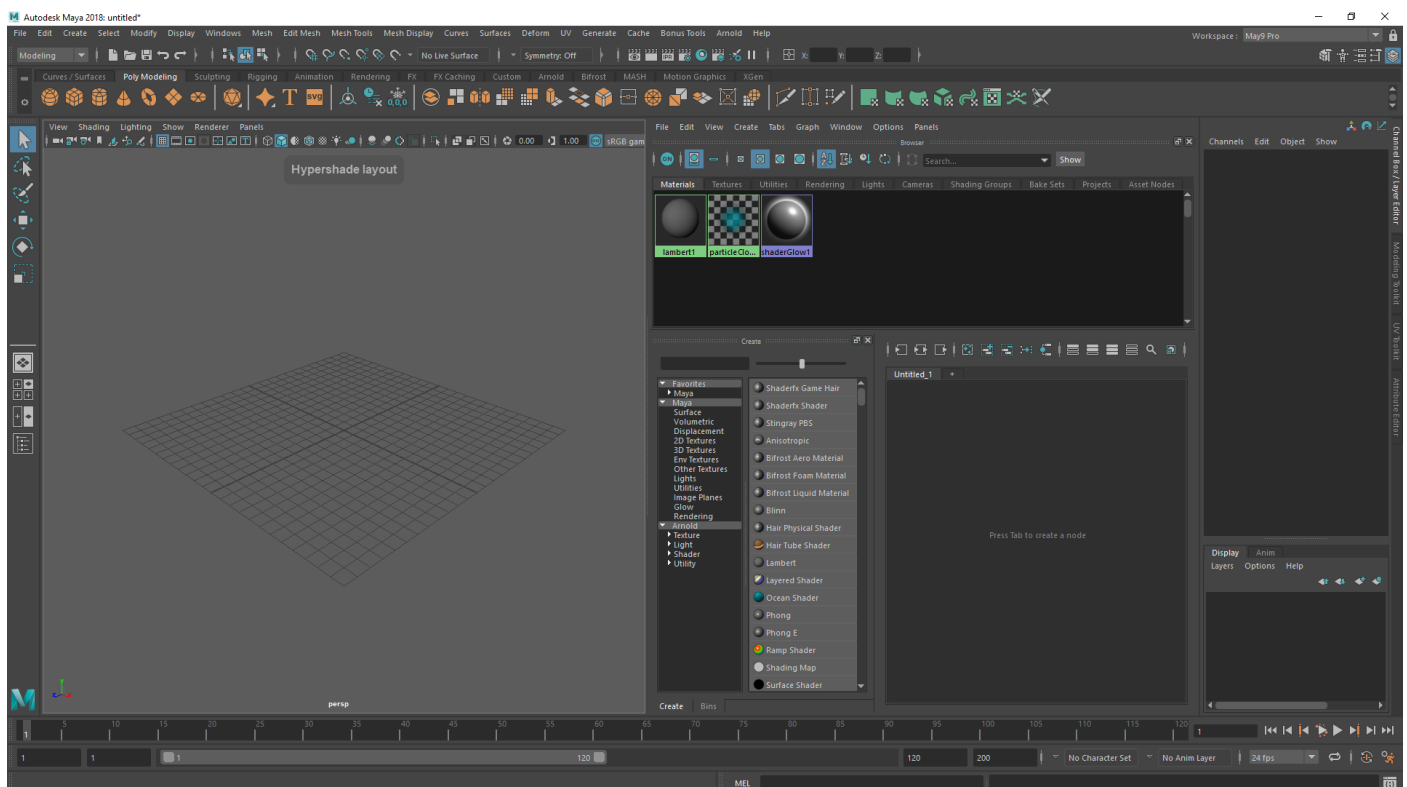 Autodesk Maya 2018: untitled*
File Edit Create Select Modify Display Windows Mesh Edit Mesh Mesh Tools Mesh Display Curves Surfaces Deform UV Generate Cache Bonus Tools Arnold Help
Workspace : May9 Pro
Modeling No Live Surface Symmetry: Off X: Y: Z:
Curves / Surfaces Poly Modeling Sculpting Rigging Animation Rendering FX FX Caching Custom Arnold Bifrost MASH Motion Graphics XGen
T svg 0,0,0
View Shading Lighting Show Renderer Panels
0.00 1.00 sRGB gam
Hypershade layout
persp
File Edit View Create Tabs Graph Window Options Panels
Browser
ON Search... Show
Materials Textures Utilities Rendering Lights Cameras Shading Groups Bake Sets Projects Asset Nodes
lambert1 particleClo... shaderGlow1
Create
Favorites
Maya
Maya
Surface
Volumetric
Displacement
2D Textures
3D Textures
Env Textures
Other Textures
Lights
Utilities
Image Planes
Glow
Rendering
Arnold
Texture
Light
Shader
Utility
Shaderfx Game Hair
Shaderfx Shader
Stingray PBS
Anisotropic
Bifrost Aero Material
Bifrost Foam Material
Bifrost Liquid Material
Blinn
Hair Physical Shader
Hair Tube Shader
Lambert
Layered Shader
Ocean Shader
Phong
Phong E
Ramp Shader
Shading Map
Surface Shader
Create Bins
Untitled_1 +
Press Tab to create a node
Channels Edit Object Show
Channel Box / Layer Editor
Modeling Toolkit
UV Toolkit
Attribute Editor
Display Anim
Layers Options Help
5 10 15 20 25 30 35 40 45 50 55 60 65 70 75 80 85 90 95 100 105 110 115 120
1 1
1 1 1 120 120 200 No Character Set No Anim Layer 24 fps
MEL